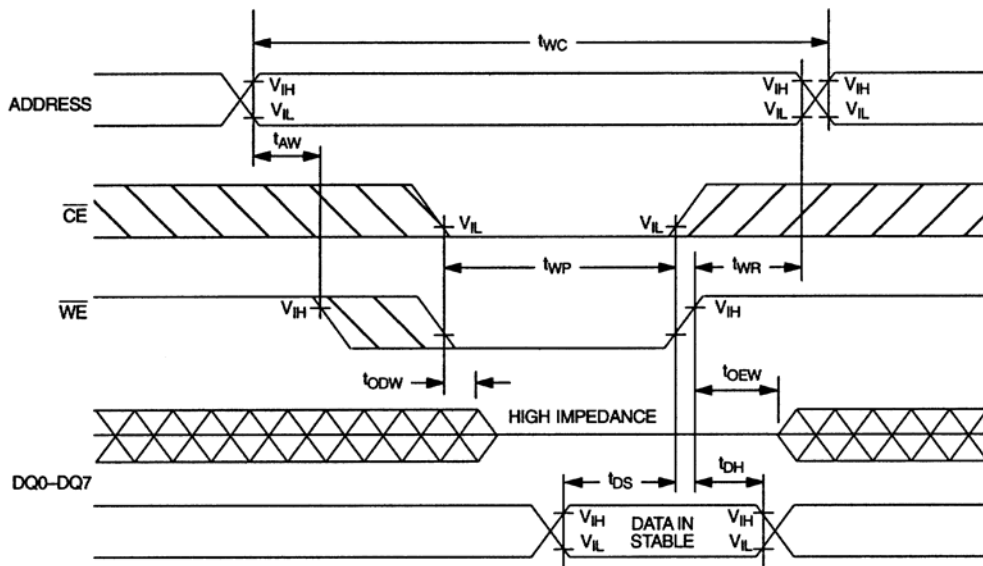 tWC
ADDRESS
VIH VIH VIH
VIL VIL VIL
tAW
CE
VIL VIL
tWP tWR
WE
VIH VIH
tODW tOEW
HIGH IMPEDANCE
DQ0–DQ7
tDS tDH
VIH DATA IN VIH
VIL STABLE VIL